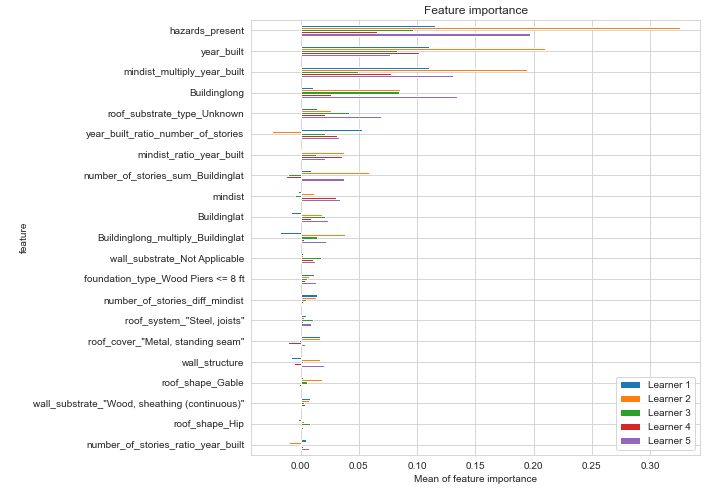 Feature importance
hazards_present
year_built
mindist_multiply_year_built
Buildinglong
roof_substrate_type_Unknown
year_built_ratio_number_of_stories
mindist_ratio_year_built
number_of_stories_sum_Buildinglat
mindist
Buildinglat
Buildinglong_multiply_Buildinglat
wall_substrate_Not Applicable
foundation_type_Wood Piers <= 8 ft
number_of_stories_diff_mindist
roof_system_"Steel, joists"
roof_cover_"Metal, standing seam"
wall_structure
roof_shape_Gable
wall_substrate_"Wood, sheathing (continuous)"
roof_shape_Hip
number_of_stories_ratio_year_built
feature
Learner 1
Learner 2
Learner 3
Learner 4
Learner 5
0.00 0.05 0.10 0.15 0.20 0.25 0.30
Mean of feature importance